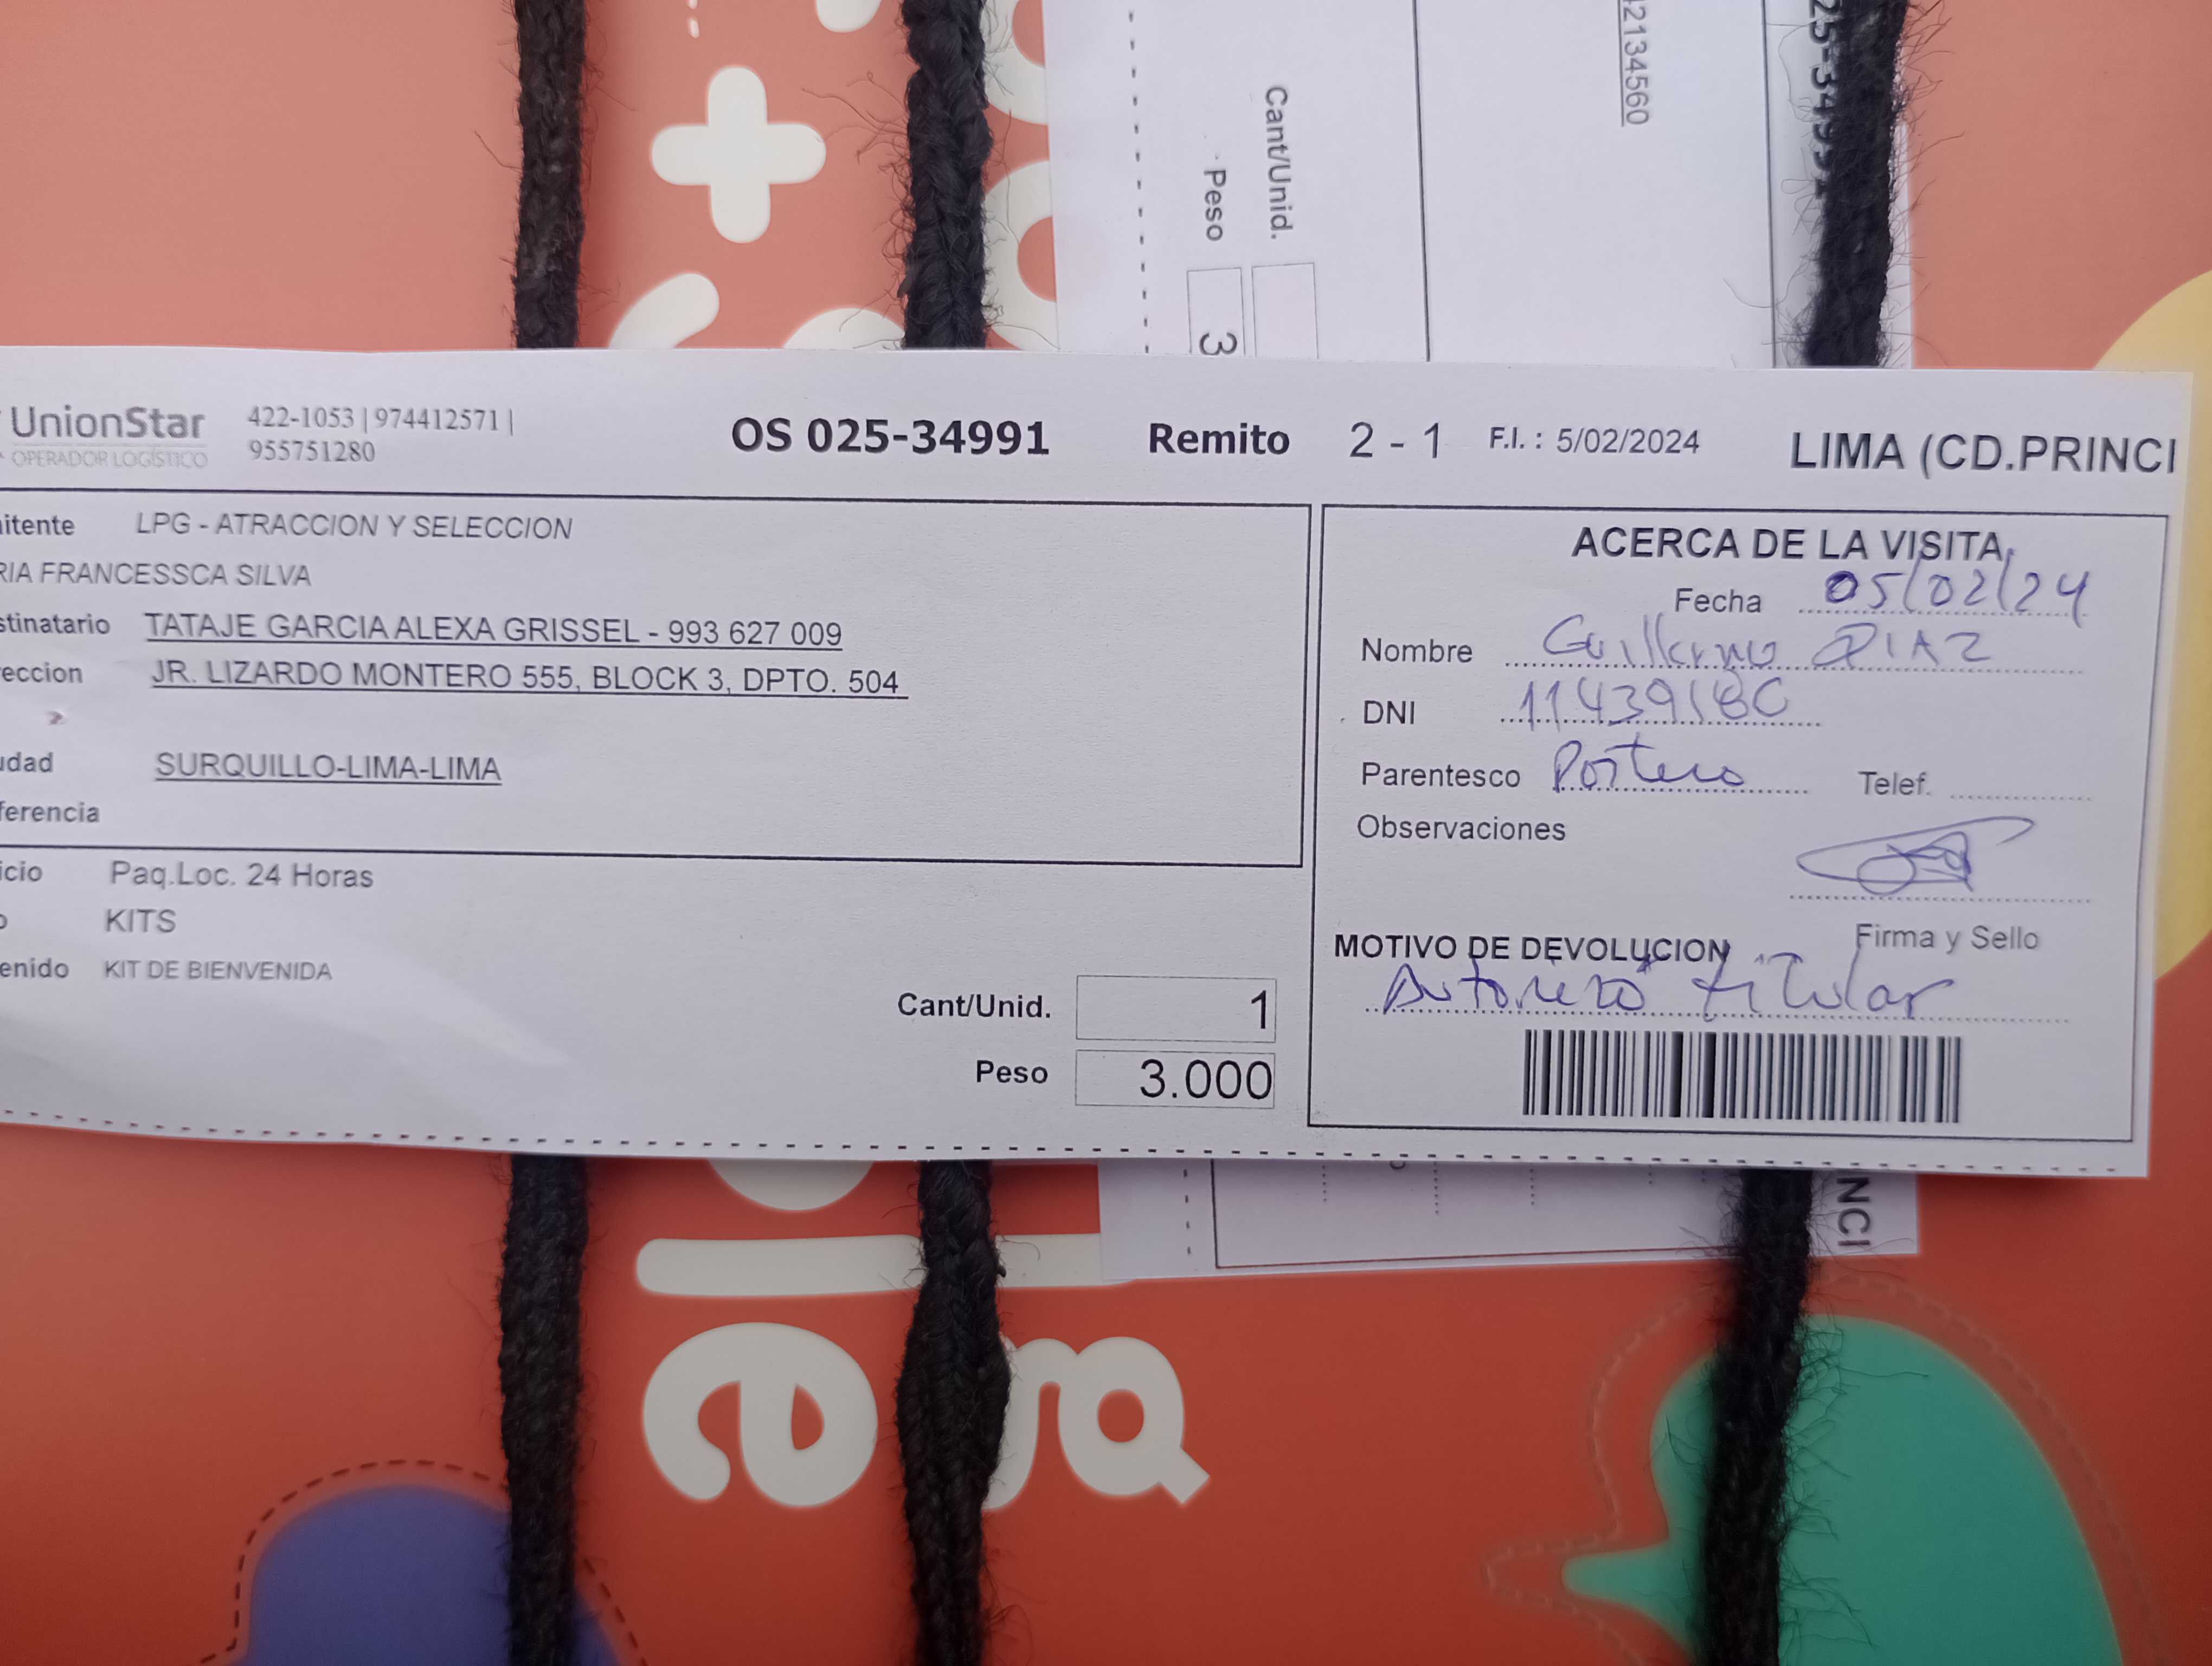 UnionStar
OPERADOR LOGÍSTICO
422-1053 | 974412571 |
955751280
OS 025-34991
Remito 2 - 1
F.I. : 5/02/2024
LIMA (CD.PRINCI
itente LPG - ATRACCION Y SELECCION
RIA FRANCESSCA SILVA
stinatario TATAJE GARCIA ALEXA GRISSEL - 993 627 009
eccion JR. LIZARDO MONTERO 555, BLOCK 3, DPTO. 504
udad SURQUILLO-LIMA-LIMA
ferencia
icio Paq.Loc. 24 Horas
o KITS
enido KIT DE BIENVENIDA
Cant/Unid. 1
Peso 3.000
ACERCA DE LA VISITA
Fecha 05/02/24
Nombre Guillermo DIAZ
DNI
Parentesco Portero Telef.
Observaciones
Firma y Sello
MOTIVO DE DEVOLUCION
Autorizó titular
Cant/Unid.
Peso 3
42134560
25-34991
NCI